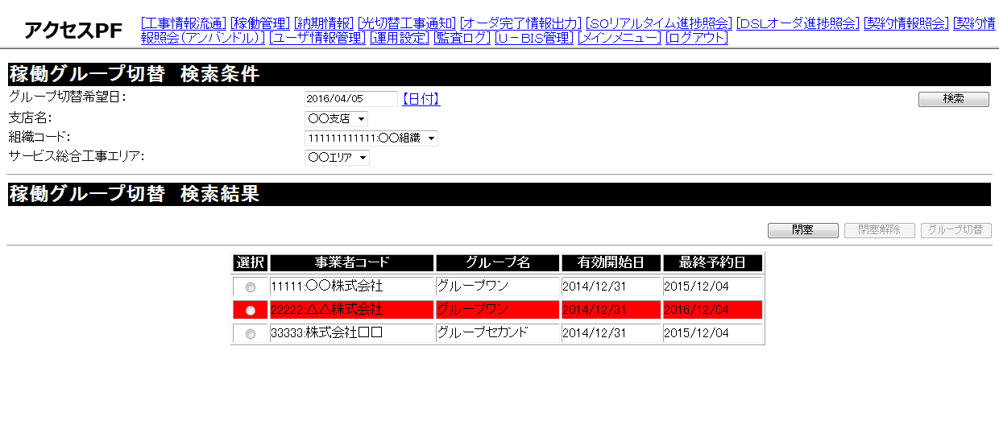 アクセスPF
[工事情報流通] [稼働管理] [納期情報] [光切替工事通知] [オーダ完了情報出力] [SOリアルタイム進捗照会] [DSLオーダ進捗照会] [契約情報照会] [契約情
報照会(アンバンドル)] [ユーザ情報管理] [運用設定] [監査ログ] [U-BIS管理] [メインメニュー] [ログアウト]
稼働グループ切替 検索条件
グループ切替希望日: 2016/04/05 【日付】 検索
支店名: 〇〇支店
組織コード: 111111111111:〇〇組織
サービス総合工事エリア: 〇〇エリア
稼働グループ切替 検索結果
閉塞 閉塞解除 グループ切替
選択 事業者コード グループ名 有効開始日 最終予約日
11111:〇〇株式会社 グループワン 2014/12/31 2015/12/04
22222:△△株式会社 グループワン 2014/12/31 2016/12/04
33333:株式会社□□ グループセカンド 2014/12/31 2015/12/04